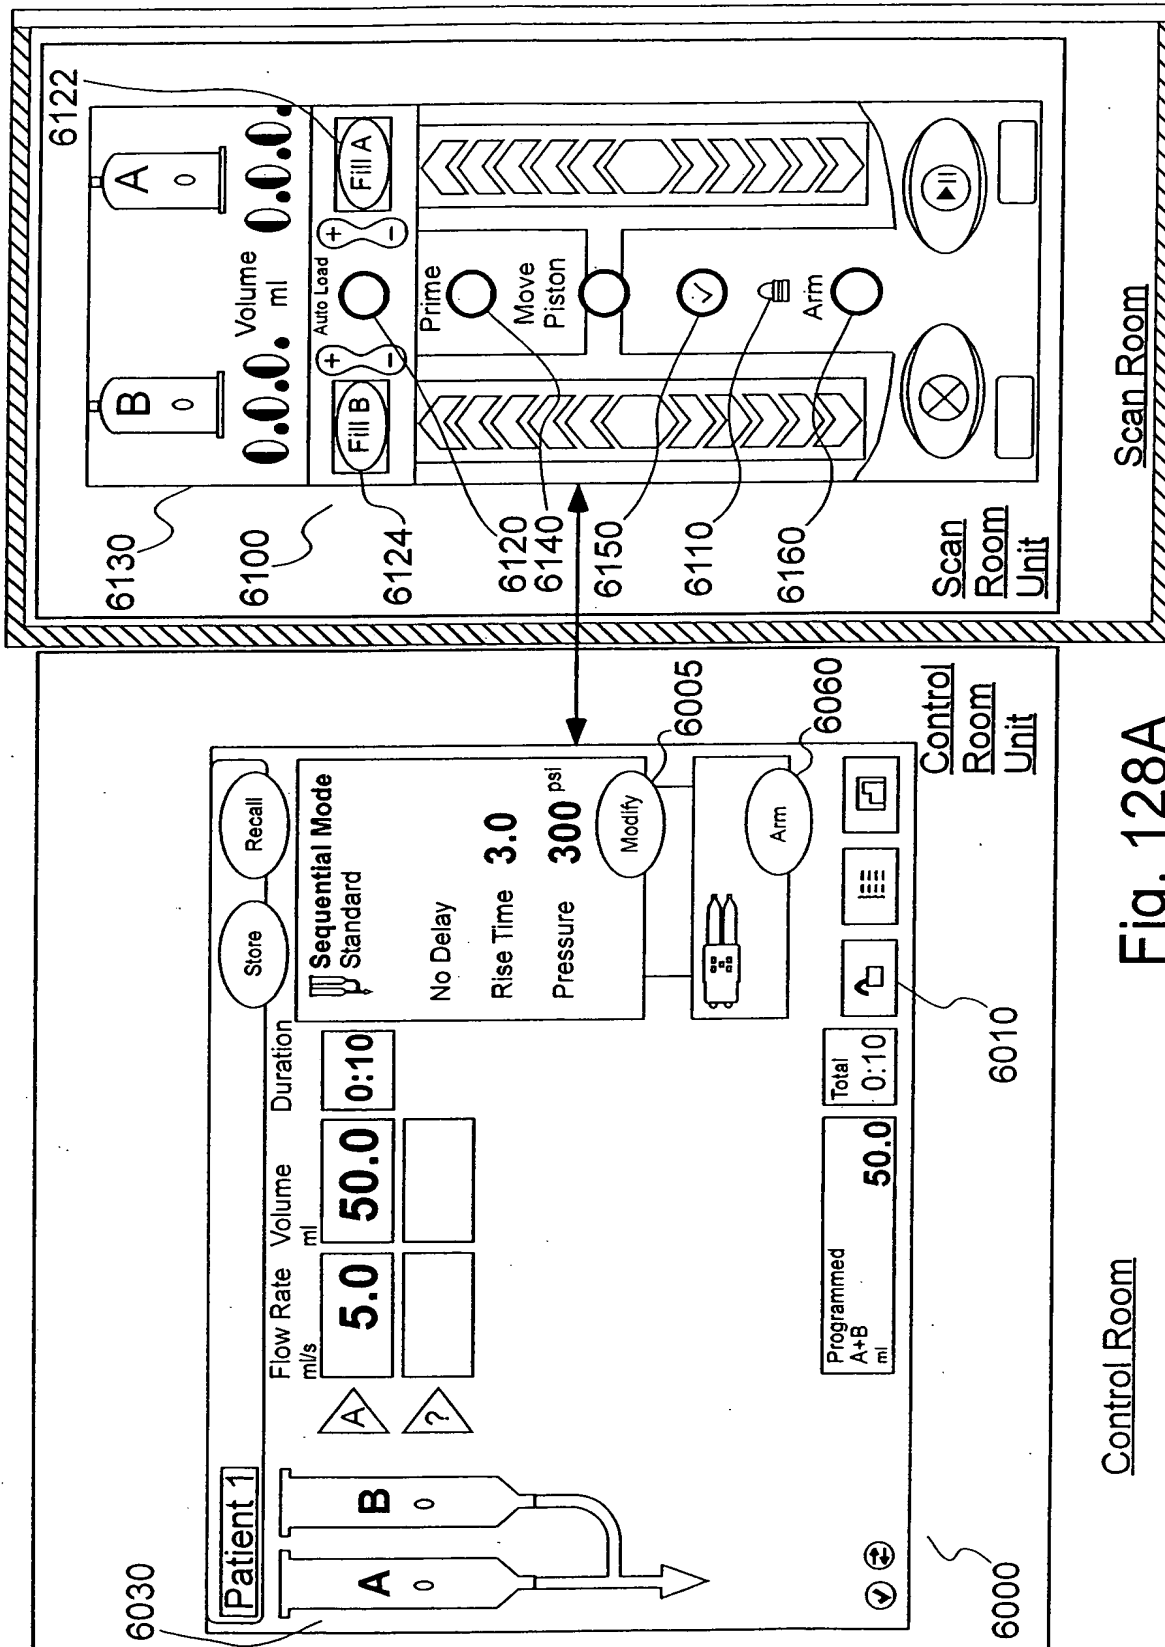 Patient 1
Store
Recall
6030
A
0
B
0
Flow Rate
ml/s
Volume
ml
Duration
A
5.0
50.0
0:10
?
Sequential Mode
Standard
No Delay
Rise Time 3.0
Pressure 300 psi
Modify
6005
Arm
6060
Programmed
A+B
ml
50.0
Total
0:10
6010
6000
Control
Room
Unit
Control Room
6130
6100
6124
6120
6140
6150
6110
6160
6122
B
0
A
0
Volume
ml
0.0.0.
0.0.0.
Fill B
+
-
Auto Load
+
-
Fill A
Prime
Move
Piston
Arm
Scan
Room
Unit
Scan Room
Fig. 128A